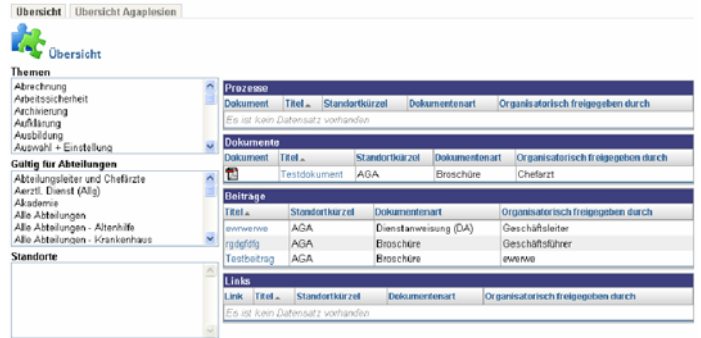 Übersicht Übersicht Agaplesion
Übersicht
Themen
Abrechnung
Arbeitssicherheit
Archivierung
Aufklärung
Ausbildung
Auswahl + Einstellung
Gültig für Abteilungen
Abteilungsleiter und Chefärzte
Aerztl. Dienst (Allg)
Akademie
Alle Abteilungen
Alle Abteilungen - Altenhilfe
Alle Abteilungen - Krankenhaus
Standorte
Prozesse
Dokument Titel Standortkürzel Dokumentenart Organisatorisch freigegeben durch
Es ist kein Datensatz vorhanden
Dokumente
Dokument Titel Standortkürzel Dokumentenart Organisatorisch freigegeben durch
Testdokument AGA Broschüre Chefarzt
Beiträge
Titel Standortkürzel Dokumentenart Organisatorisch freigegeben durch
ewrwerwe AGA Dienstanweisung (DA) Geschäftsleiter
rgdgfdfg AGA Broschüre Geschäftsführer
Testbeitrag AGA Broschüre ewerwe
Links
Link Titel Standortkürzel Dokumentenart Organisatorisch freigegeben durch
Es ist kein Datensatz vorhanden